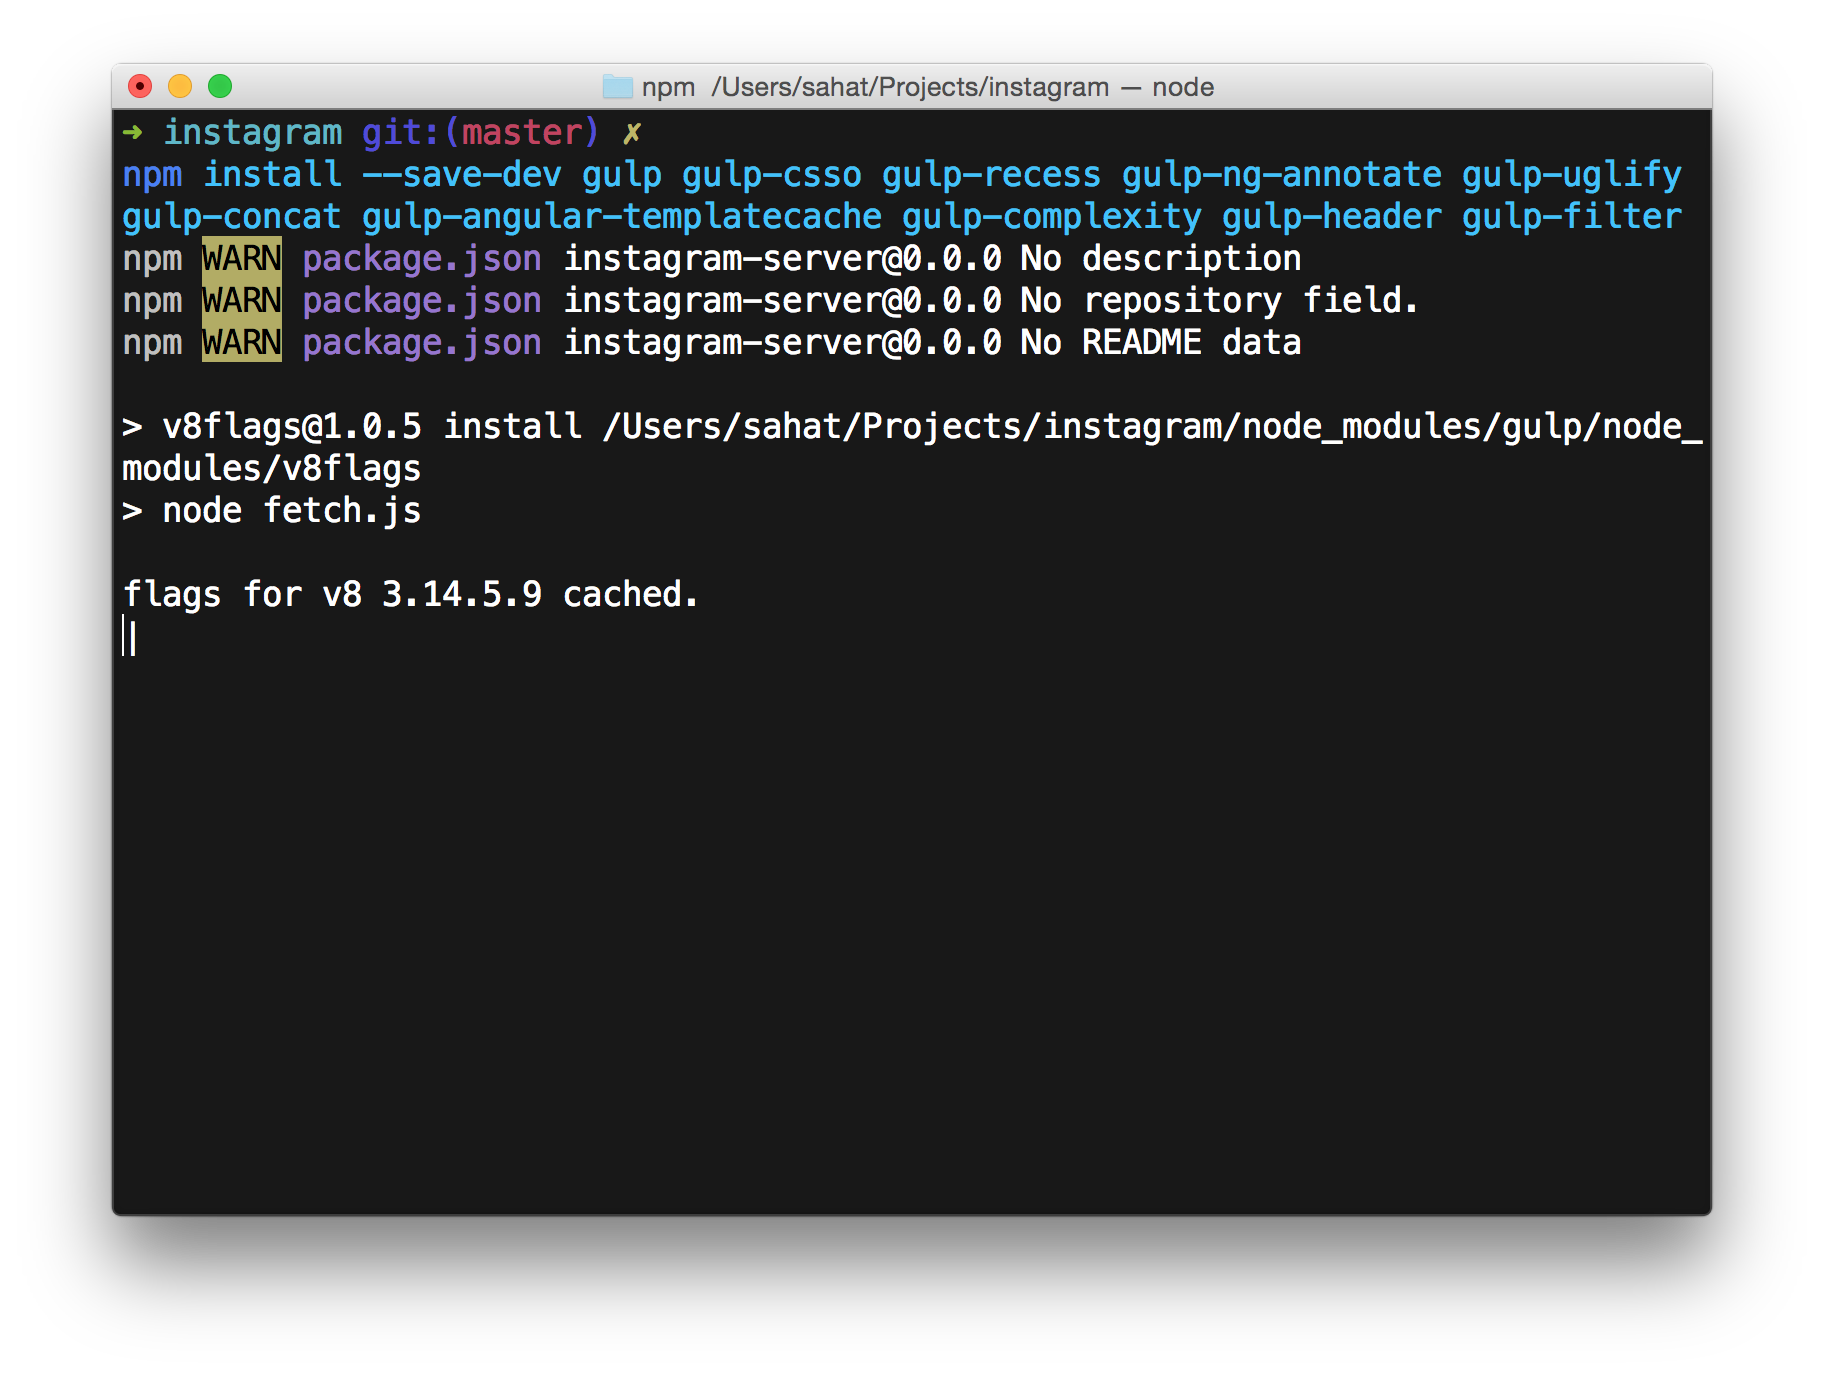 npm /Users/sahat/Projects/instagram — node
➜ instagram git:(master) ✗
npm install --save-dev gulp gulp-csso gulp-recess gulp-ng-annotate gulp-uglify
gulp-concat gulp-angular-templatecache gulp-complexity gulp-header gulp-filter
npm WARN package.json instagram-server@0.0.0 No description
npm WARN package.json instagram-server@0.0.0 No repository field.
npm WARN package.json instagram-server@0.0.0 No README data
> v8flags@1.0.5 install /Users/sahat/Projects/instagram/node_modules/gulp/node_
modules/v8flags
> node fetch.js
flags for v8 3.14.5.9 cached.
|